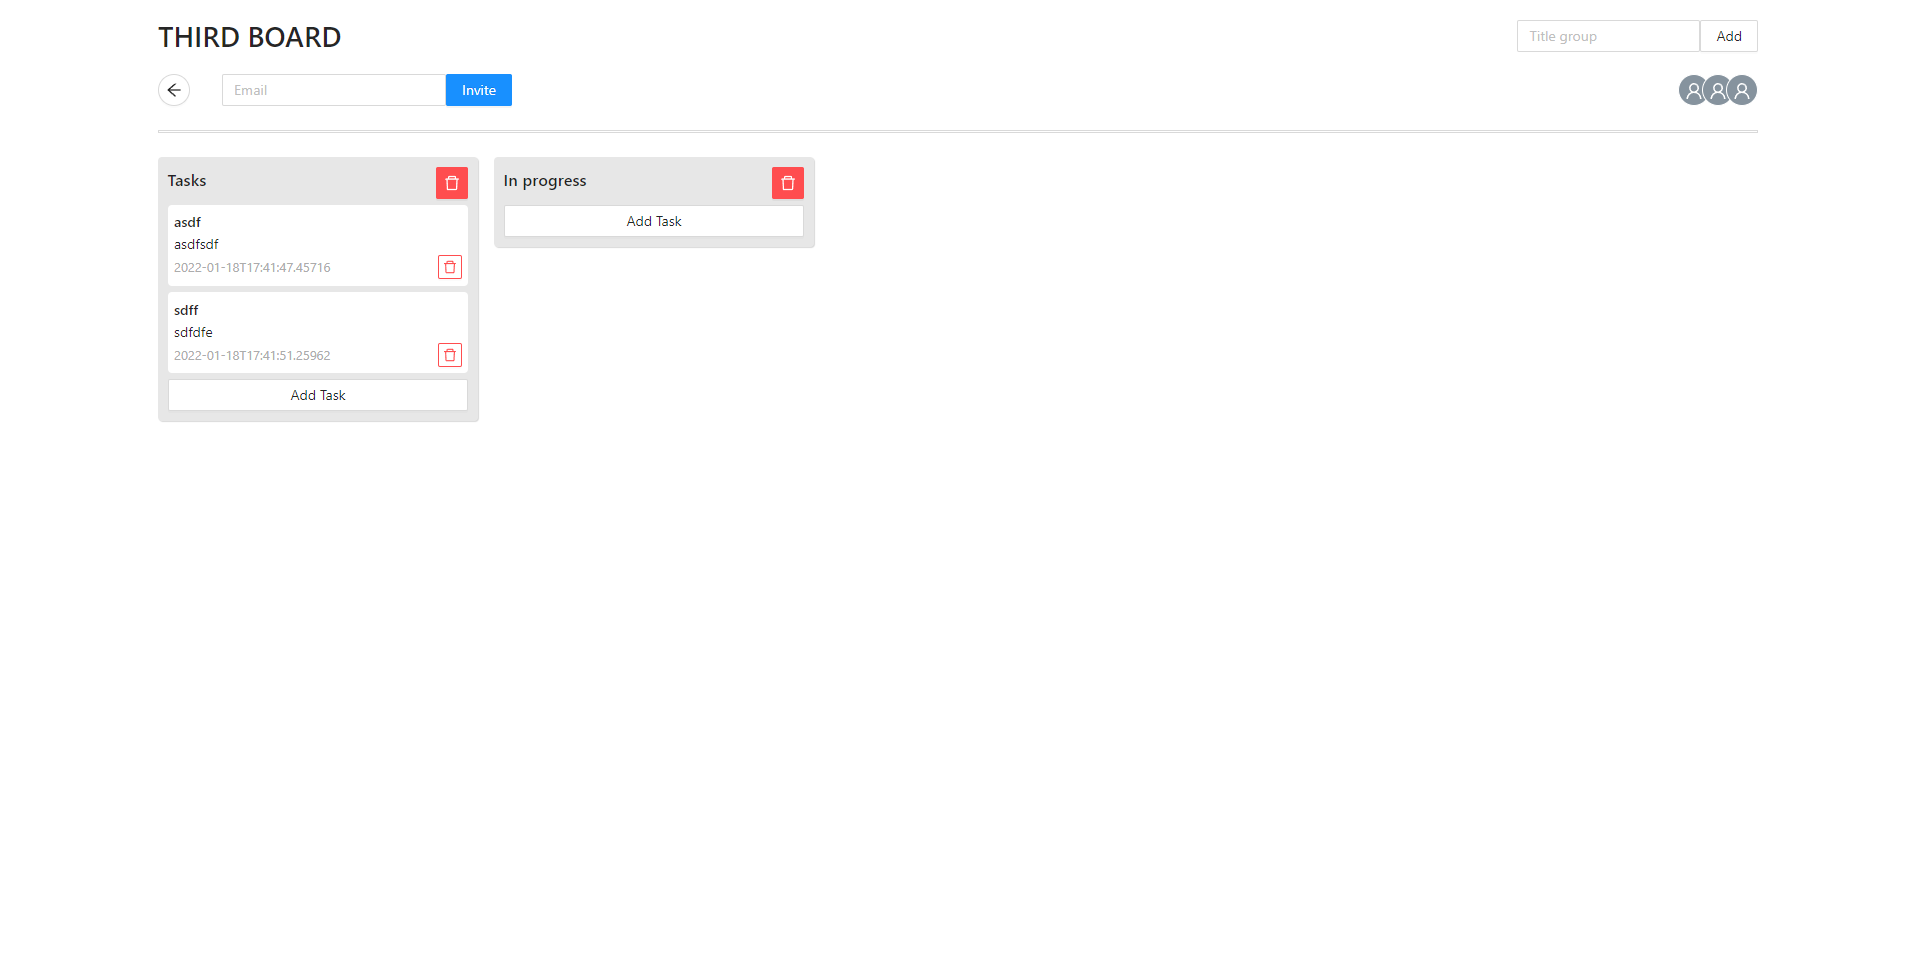 THIRD BOARD
Title group
Add
Email
Invite
Tasks
asdf
asdfsdf
2022-01-18T17:41:47.45716
sdff
sdfdfe
2022-01-18T17:41:51.25962
Add Task
In progress
Add Task